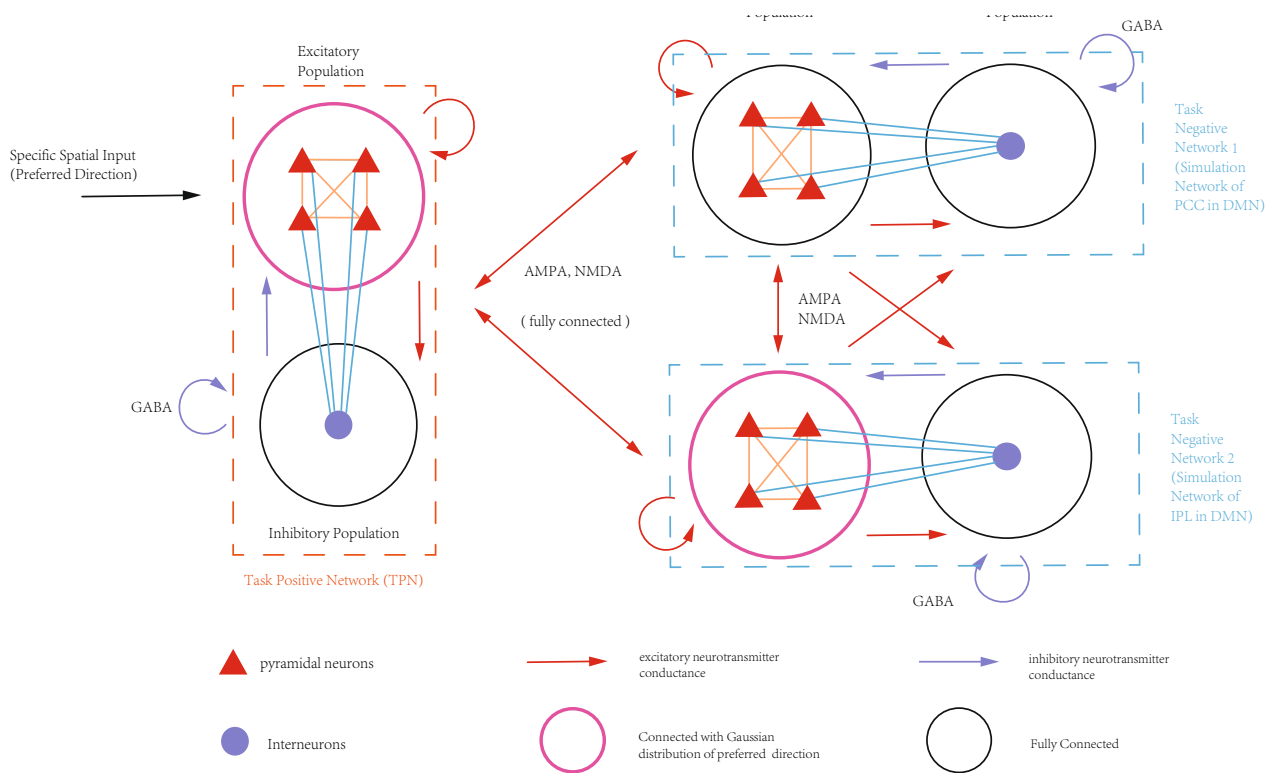 Population
Population
GABA
Excitatory
Population
Specific Spatial Input
(Preferred Direction)
Task
Negative
Network 1
(Simulation
Network of
PCC in DMN)
AMPA, NMDA
( fully connected )
AMPA
NMDA
GABA
Inhibitory Population
Task Positive Network (TPN)
Task
Negative
Network 2
(Simulation
Network of
IPL in DMN)
GABA
pyramidal neurons
excitatory neurotransmitter
conductance
inhibitory neurotransmitter
conductance
Interneurons
Connected with Gaussian
distribution of preferred direction
Fully Connected